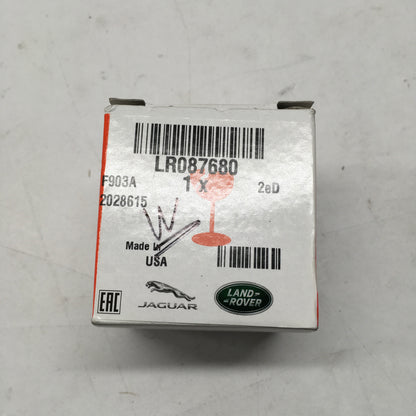 LR087680
1 x
F903A
2eD
2028615
W
Made In
USA
EAC
JAGUAR
LAND-
-ROVER